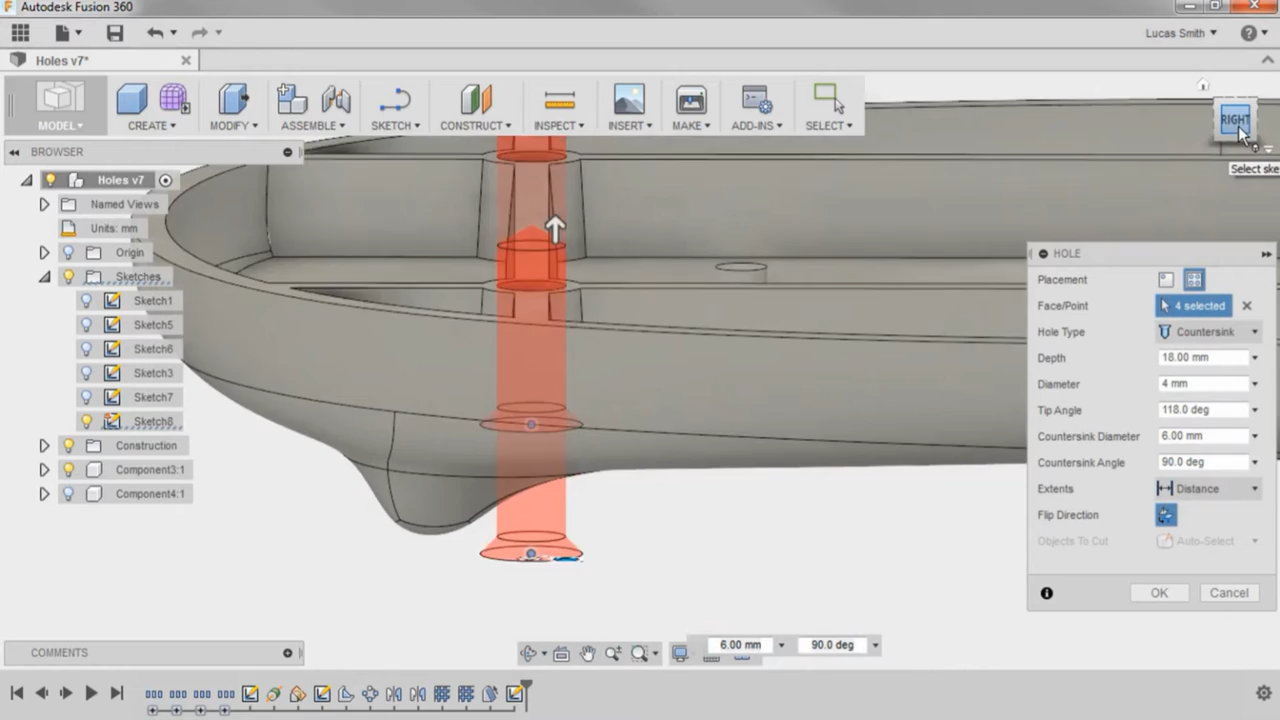 Autodesk Fusion 360
Lucas Smith
Holes v7*
MODEL
CREATE
MODIFY
ASSEMBLE
SKETCH
CONSTRUCT
INSPECT
INSERT
MAKE
ADD-INS
SELECT
RIGHT
BROWSER
Select ske
Holes v7
Named Views
Units: mm
Origin
Sketches
Sketch1
Sketch5
Sketch6
Sketch3
Sketch7
Sketch8
Construction
Component3:1
Component4:1
HOLE
Placement
Face/Point 4 selected
Hole Type Countersink
Depth 18.00 mm
Diameter 4 mm
Tip Angle 118.0 deg
Countersink Diameter 6.00 mm
Countersink Angle 90.0 deg
Extents Distance
Flip Direction
Objects To Cut Auto-Select
OK Cancel
6.00 mm 90.0 deg
COMMENTS